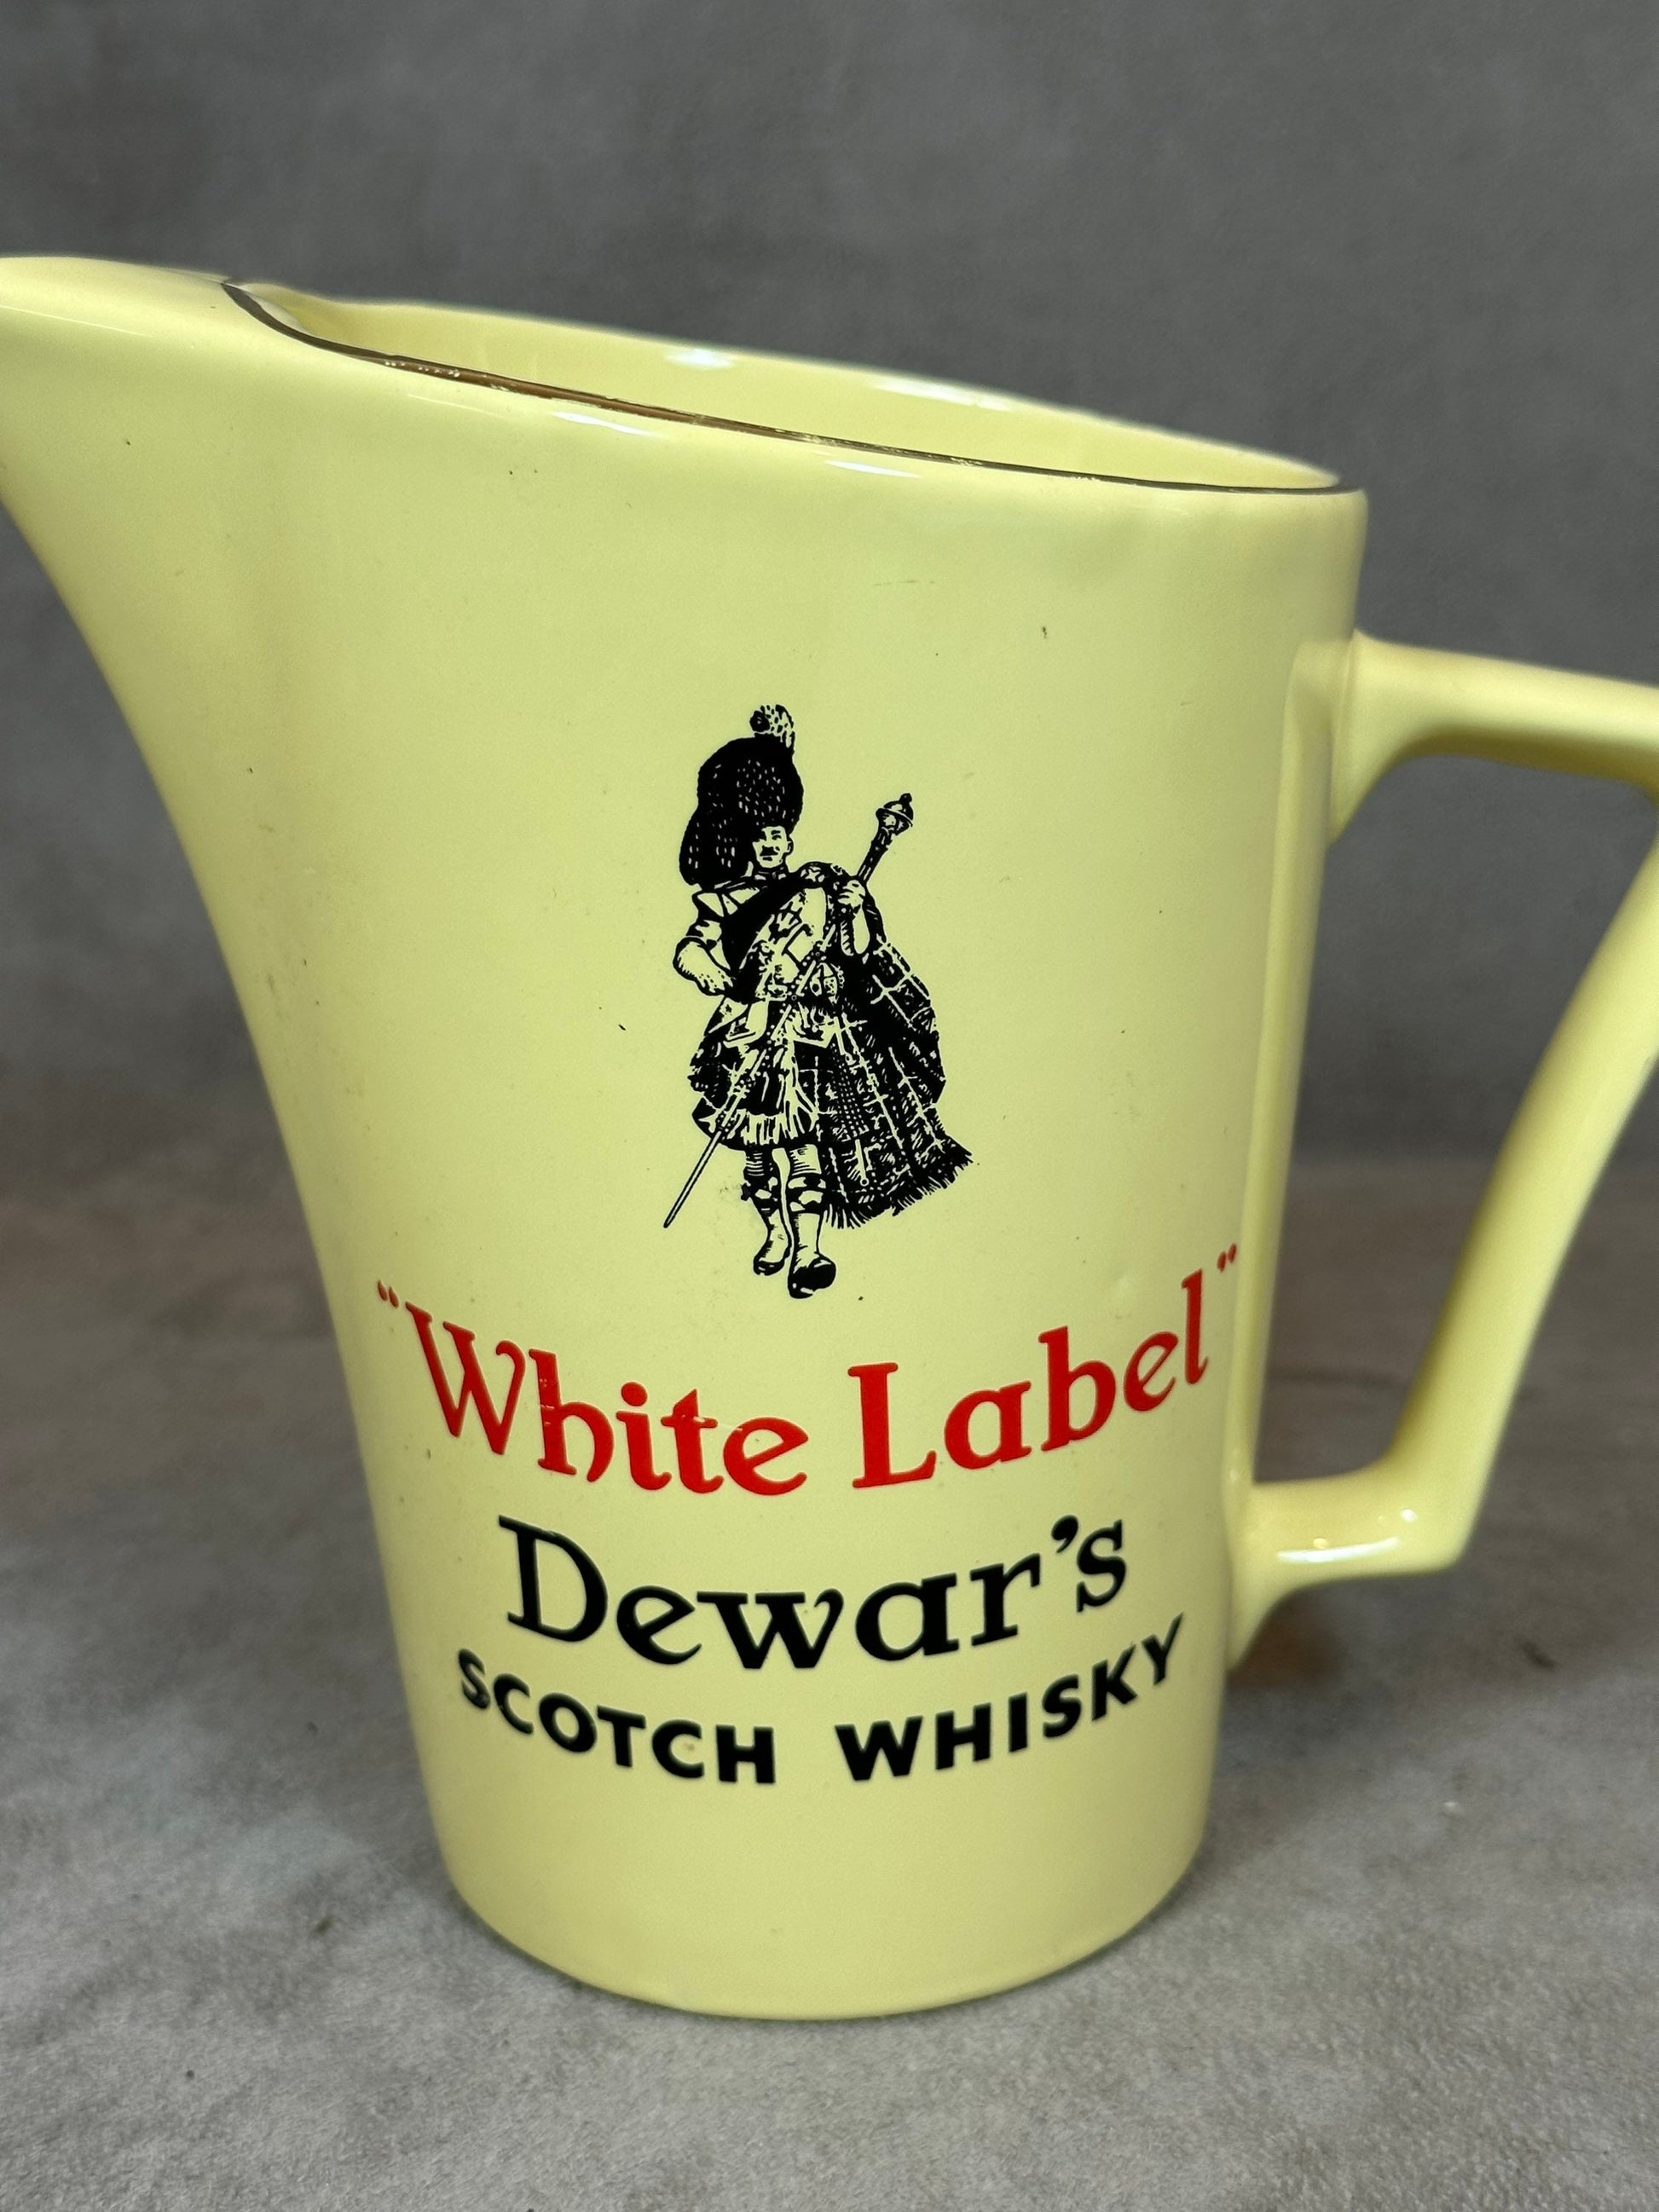 “White Label”
Dewar’s
SCOTCH WHISKY